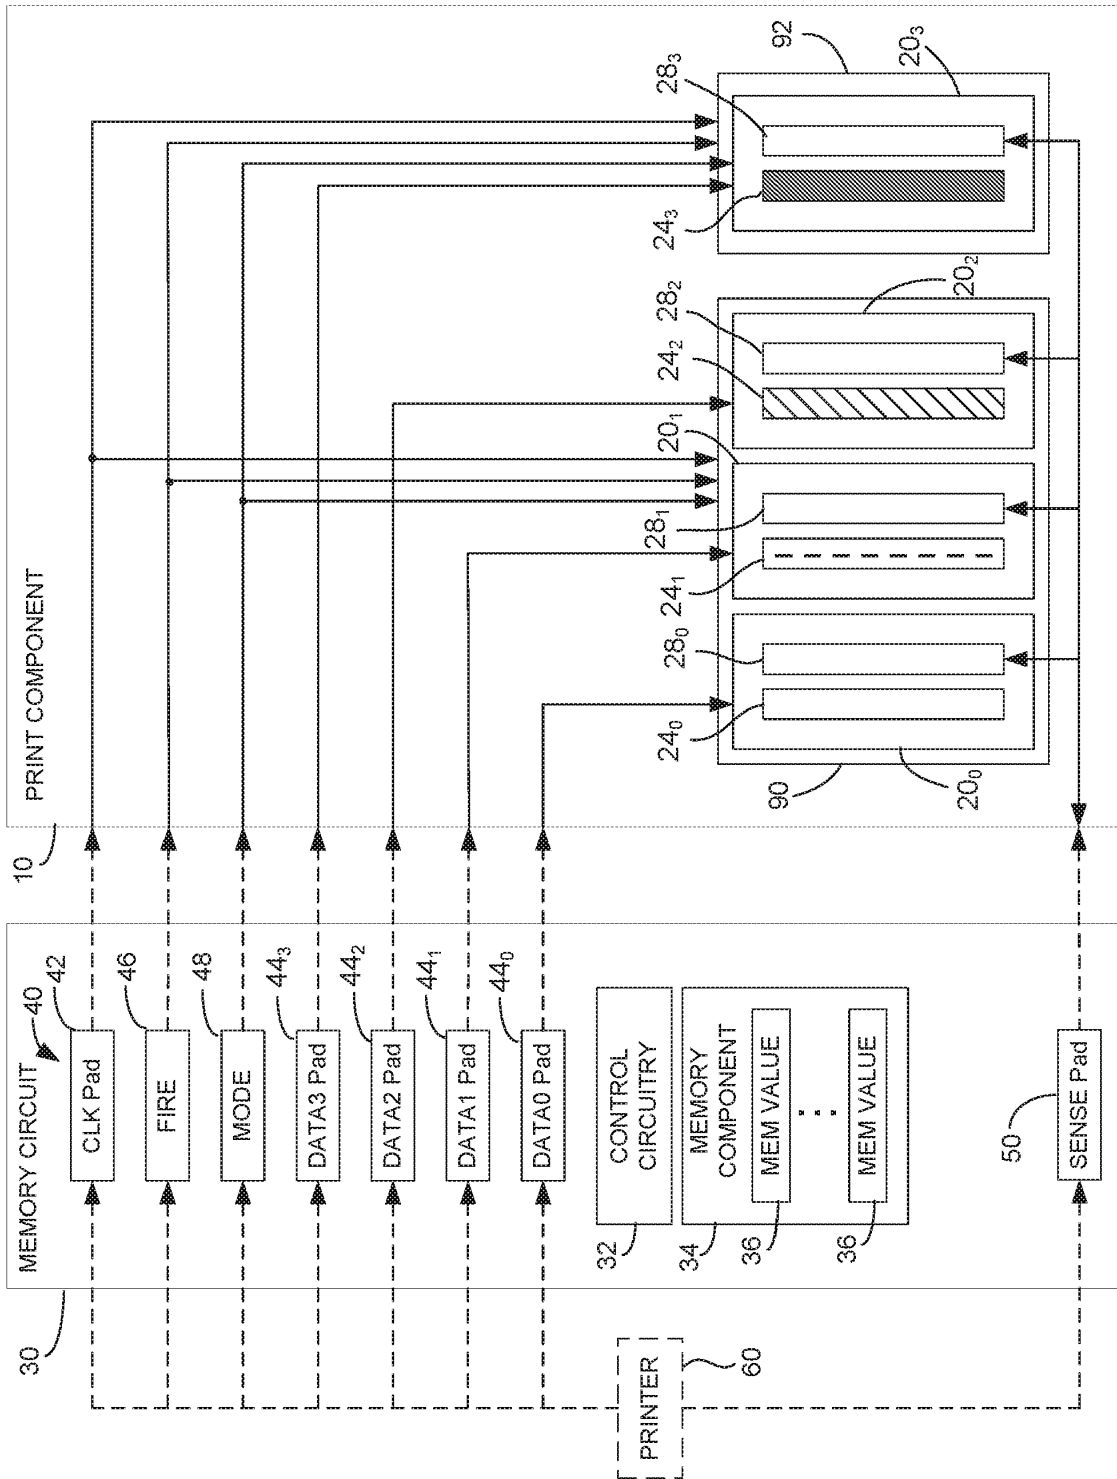 30
MEMORY CIRCUIT
40
42
CLK Pad
46
FIRE
48
MODE
44₃
DATA3 Pad
44₂
DATA2 Pad
44₁
DATA1 Pad
44₀
DATA0 Pad
32
CONTROL
CIRCUITRY
34
MEMORY
COMPONENT
36
MEM VALUE
36
MEM VALUE
50
SENSE Pad
PRINTER
60
10
PRINT COMPONENT
90
20₀
24₀
28₀
24₁
28₁
20₁
24₂
28₂
20₂
24₃
28₃
20₃
92